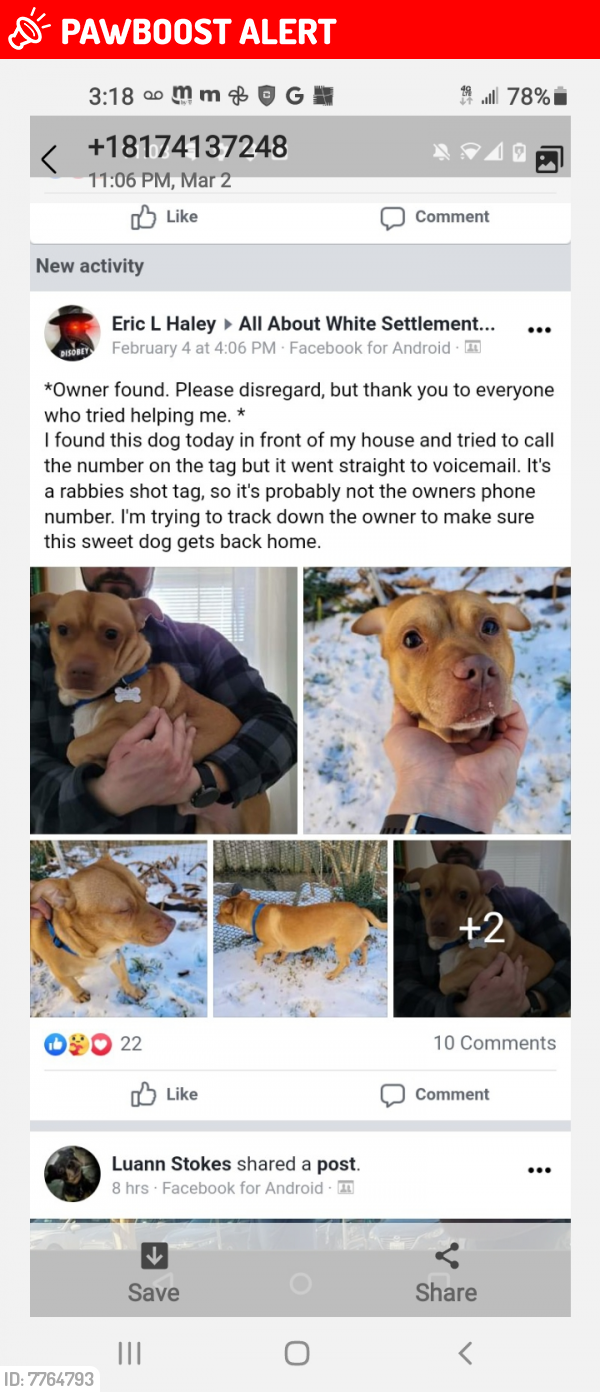 PAWBOOST ALERT
3:18 78%
+18174137248
11:06 PM, Mar 2
Like Comment
New activity
Eric L Haley ▸ All About White Settlement...
February 4 at 4:06 PM · Facebook for Android ·
*Owner found. Please disregard, but thank you to everyone
who tried helping me. *
I found this dog today in front of my house and tried to call
the number on the tag but it went straight to voicemail. It's
a rabbies shot tag, so it's probably not the owners phone
number. I'm trying to track down the owner to make sure
this sweet dog gets back home.
DISOBEY
+2
22 10 Comments
Like Comment
Luann Stokes shared a post.
8 hrs · Facebook for Android ·
Save Share
ID: 7764793